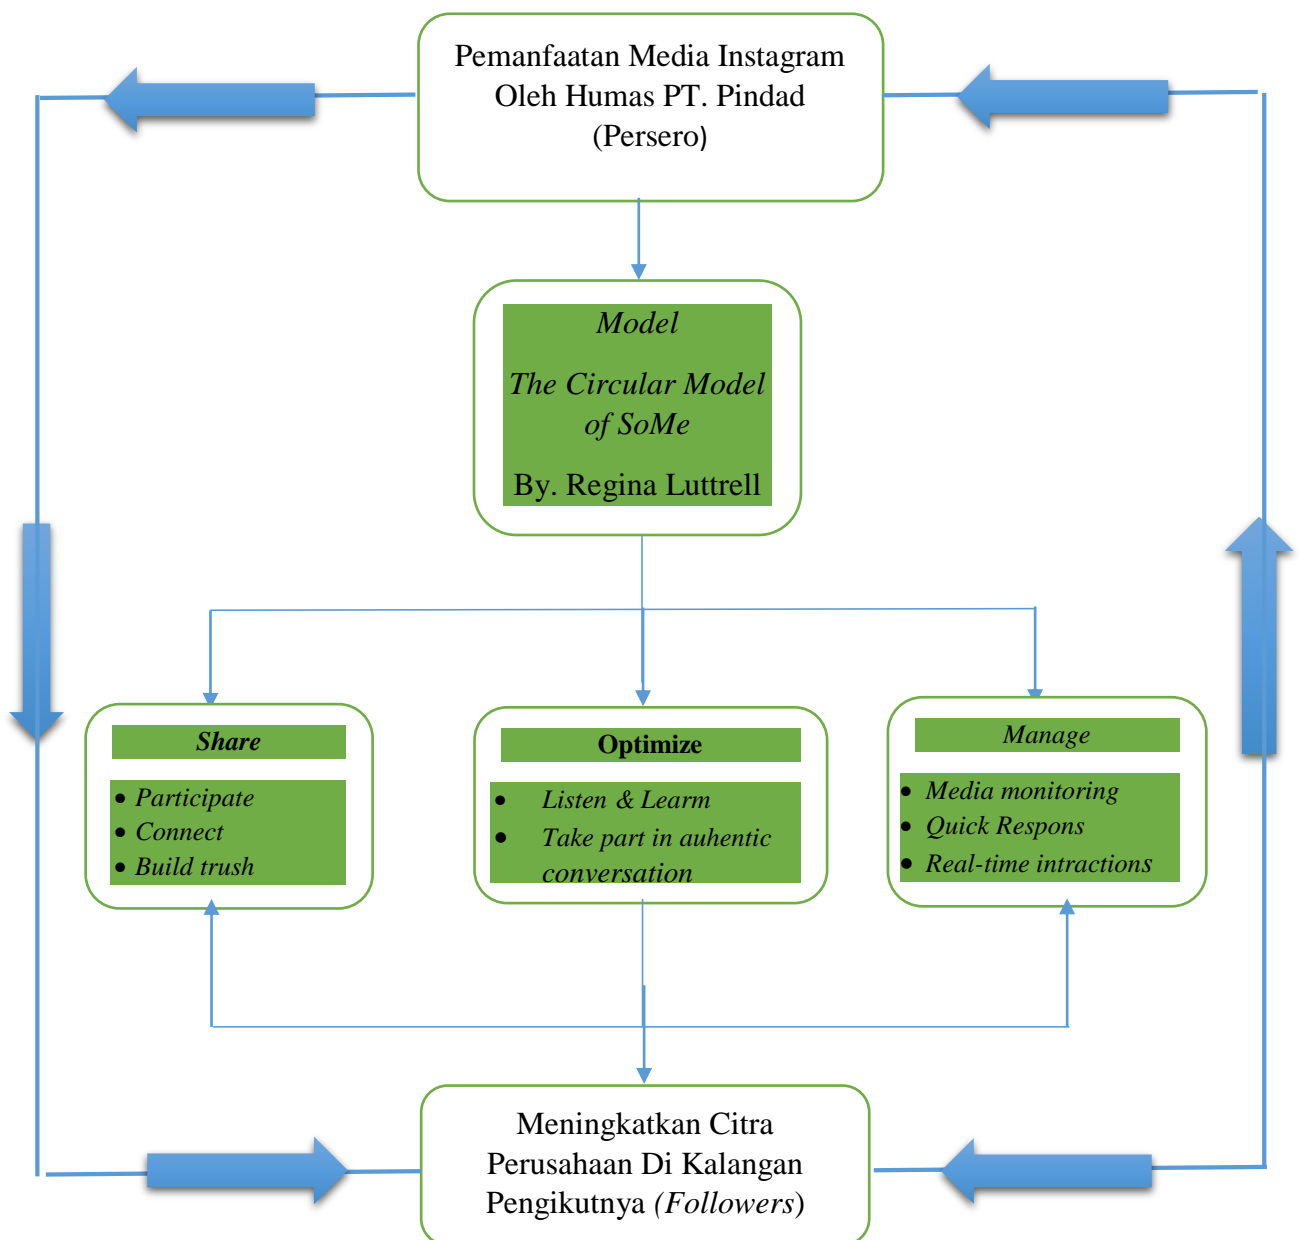 Pemanfaatan Media Instagram
Oleh Humas PT. Pindad
(Persero)
Model
The Circular Model
of SoMe
By. Regina Luttrell
Share
• Participate
• Connect
• Build trush
Optimize
• Listen & Learm
• Take part in auhentic
conversation
Manage
• Media monitoring
• Quick Respons
• Real-time intractions
Meningkatkan Citra
Perusahaan Di Kalangan
Pengikutnya (Followers)